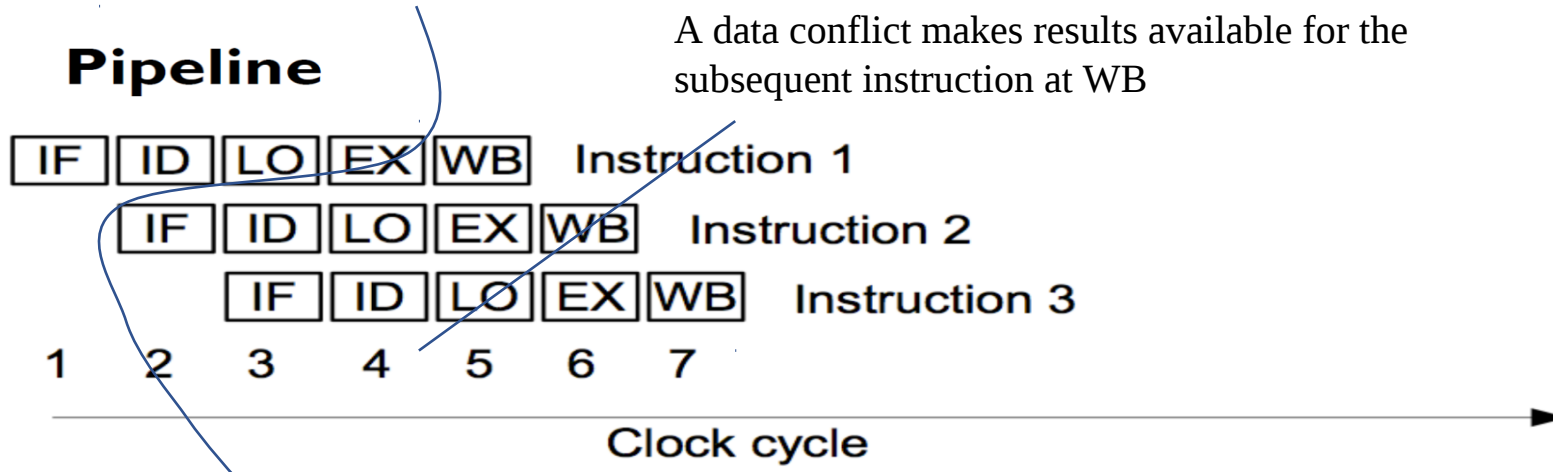 A data conflict makes results available for the
subsequent instruction at WB
Pipeline
IF ID LO EX WB Instruction 1
IF ID LO EX WB Instruction 2
IF ID LO EX WB Instruction 3
1 2 3 4 5 6 7
Clock cycle